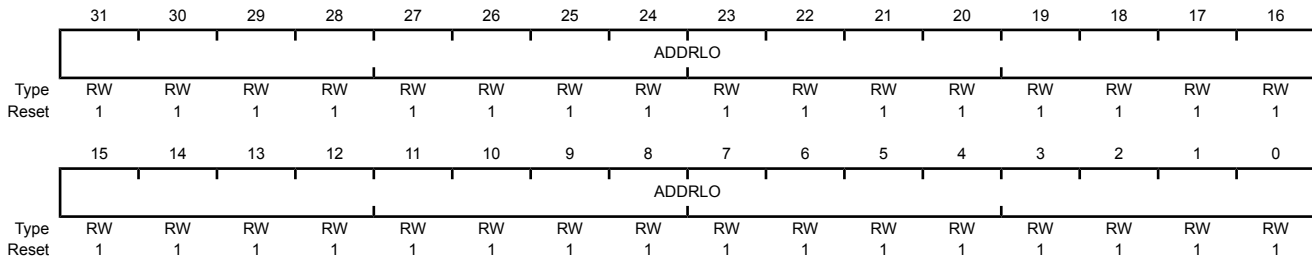 31 30 29 28 27 26 25 24 23 22 21 20 19 18 17 16
ADDRLO
Type RW RW RW RW RW RW RW RW RW RW RW RW RW RW RW RW
Reset 1 1 1 1 1 1 1 1 1 1 1 1 1 1 1 1
15 14 13 12 11 10 9 8 7 6 5 4 3 2 1 0
ADDRLO
Type RW RW RW RW RW RW RW RW RW RW RW RW RW RW RW RW
Reset 1 1 1 1 1 1 1 1 1 1 1 1 1 1 1 1